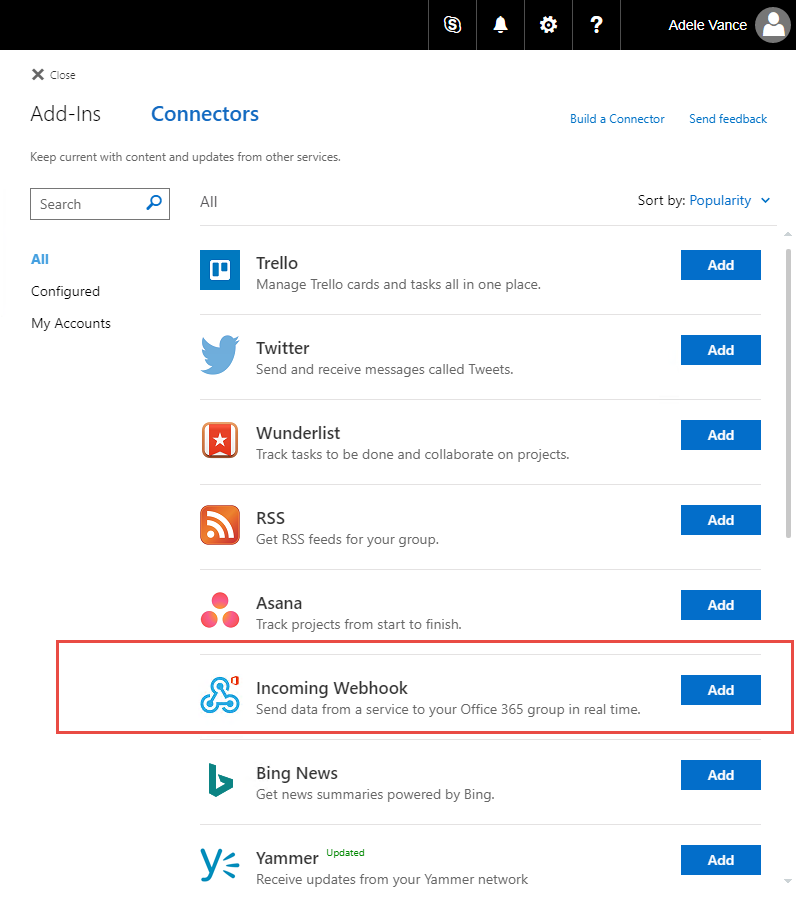 Adele Vance
Close
Add-Ins Connectors Build a Connector Send feedback
Keep current with content and updates from other services.
Search All Sort by: Popularity
All
Configured
My Accounts
Trello Add
Manage Trello cards and tasks all in one place.
Twitter Add
Send and receive messages called Tweets.
Wunderlist Add
Track tasks to be done and collaborate on projects.
RSS Add
Get RSS feeds for your group.
Asana Add
Track projects from start to finish.
Incoming Webhook Add
Send data from a service to your Office 365 group in real time.
Bing News Add
Get news summaries powered by Bing.
Yammer Updated Add
Receive updates from your Yammer network